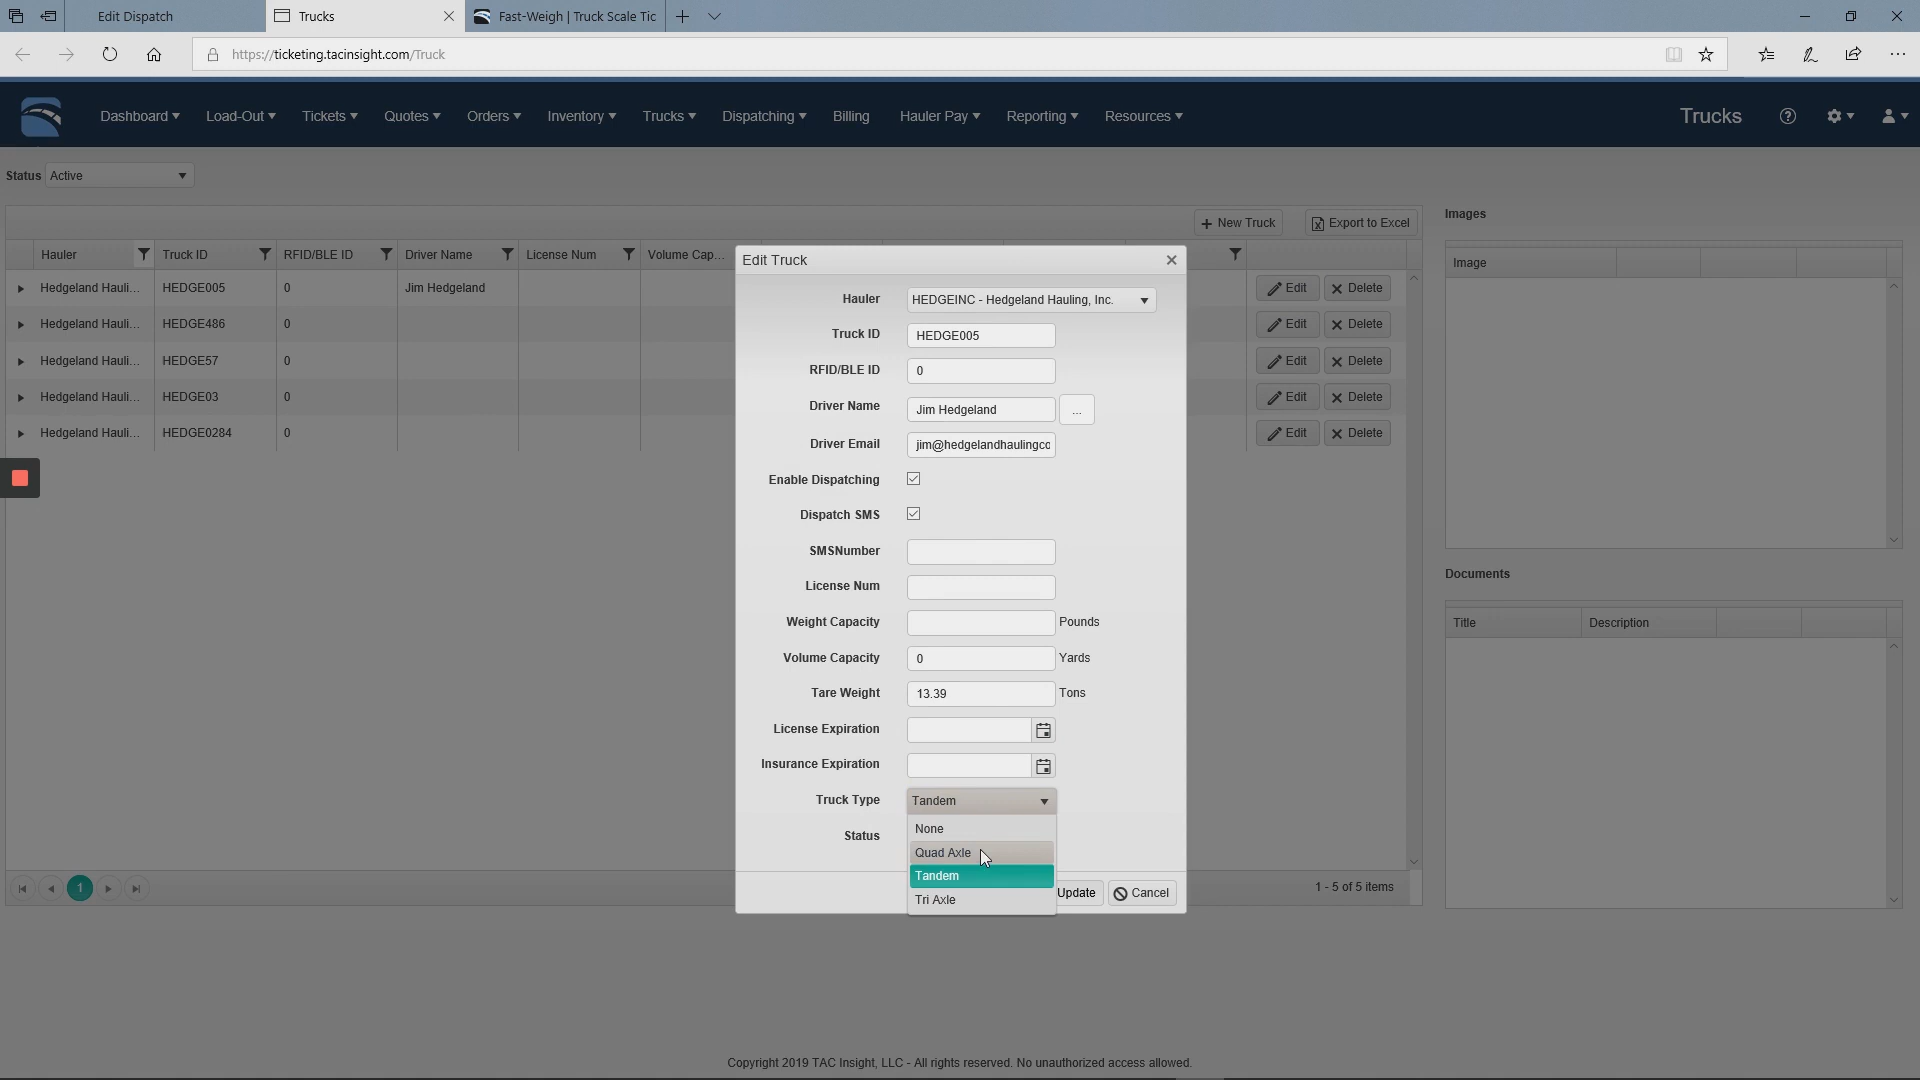 Edit Dispatch
Trucks
Fast-Weigh | Truck Scale Tic
https://ticketing.tacinsight.com/Truck
Dashboard
Load-Out
Tickets
Quotes
Orders
Inventory
Trucks
Dispatching
Billing
Hauler Pay
Reporting
Resources
Trucks
Status Active
New Truck
Export to Excel
Hauler Truck ID RFID/BLE ID Driver Name License Num Volume Cap...
Hedgeland Hauli... HEDGE005 0 Jim Hedgeland Edit Delete
Hedgeland Hauli... HEDGE486 0 Edit Delete
Hedgeland Hauli... HEDGE57 0 Edit Delete
Hedgeland Hauli... HEDGE03 0 Edit Delete
Hedgeland Hauli... HEDGE0284 0 Edit Delete
1
1 - 5 of 5 items
Edit Truck
Hauler HEDGEINC - Hedgeland Hauling, Inc.
Truck ID HEDGE005
RFID/BLE ID 0
Driver Name Jim Hedgeland ...
Driver Email jim@hedgelandhaulingco
Enable Dispatching
Dispatch SMS
SMSNumber
License Num
Weight Capacity Pounds
Volume Capacity 0 Yards
Tare Weight 13.39 Tons
License Expiration
Insurance Expiration
Truck Type Tandem
None
Quad Axle
Tandem
Tri Axle
Status
Update Cancel
Images
Image
Documents
Title Description
Copyright 2019 TAC Insight, LLC - All rights reserved. No unauthorized access allowed.